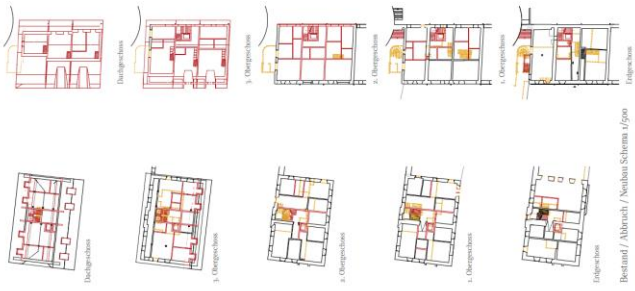 Dachgeschoss
3. Obergeschoss
2. Obergeschoss
1. Obergeschoss
Erdgeschoss
Dachgeschoss
3. Obergeschoss
2. Obergeschoss
1. Obergeschoss
Erdgeschoss
Bestand / Abbruch / Neubau Schema 1/500